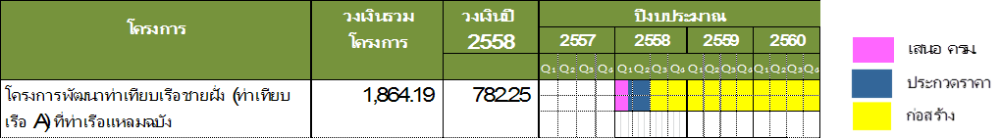 โครงการ
วงเงินรวม
โครงการ
วงเงินปี
2558
ปีงบประมาณ
2557 2558 2559 2560
Q1 Q2 Q3 Q4 Q1 Q2 Q3 Q4 Q1 Q2 Q3 Q4 Q1 Q2 Q3 Q4
โครงการพัฒนาท่าเทียบเรือชายฝั่ง (ท่าเทียบ
เรือ A) ที่ท่าเรือแหลมฉบัง
1,864.19 782.25
เสนอ ครม.
ประกวดราคา
ก่อสร้าง